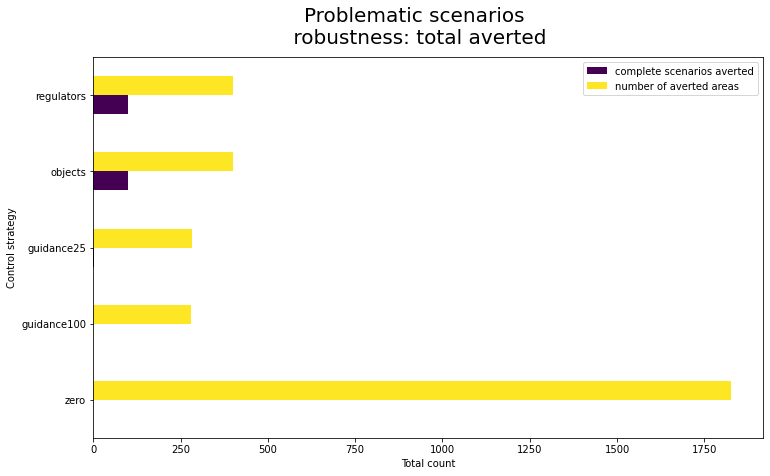 Problematic scenarios
robustness: total averted
complete scenarios averted
number of averted areas
Control strategy
regulators
objects
guidance25
guidance100
zero
0 250 500 750 1000 1250 1500 1750
Total count